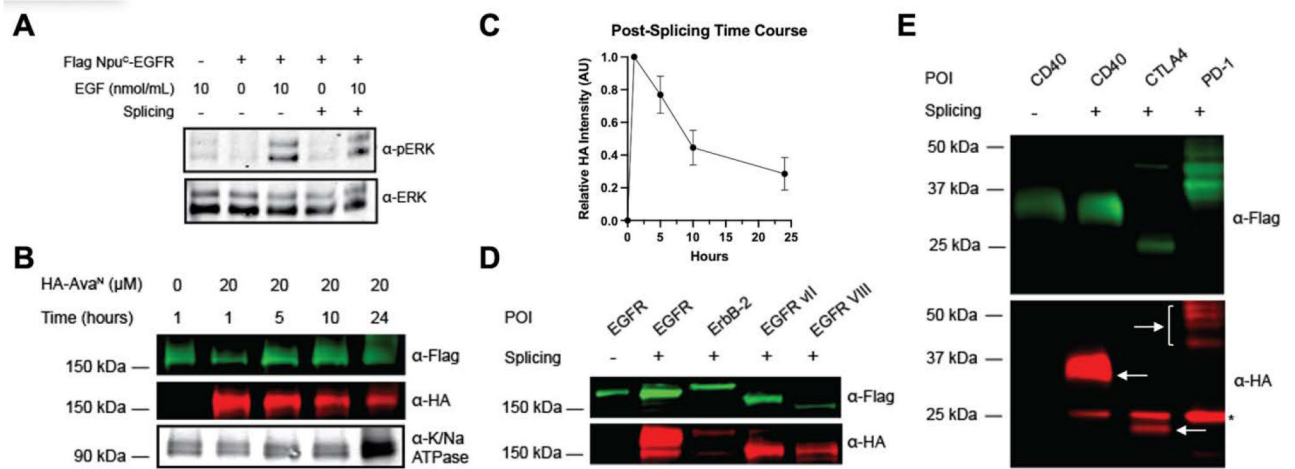 A
Flag Npuᶜ-EGFR - + + + +
EGF (nmol/mL) 10 0 10 0 10
Splicing - - - + +
α-pERK
α-ERK
B
HA-Avaᴺ (μM) 0 20 20 20 20
Time (hours) 1 1 5 10 24
150 kDa
α-Flag
150 kDa
α-HA
90 kDa
α-K/Na
ATPase
C
Post-Splicing Time Course
Relative HA Intensity (AU)
1.0
0.8
0.6
0.4
0.2
0.0
0 5 10 15 20 25
Hours
D
POI EGFR EGFR ErbB-2 EGFR vII EGFR VIII
Splicing - + + + +
150 kDa
α-Flag
150 kDa
α-HA
E
POI CD40 CD40 CTLA4 PD-1
Splicing - + + +
50 kDa
37 kDa
25 kDa
α-Flag
50 kDa
37 kDa
25 kDa
α-HA
*